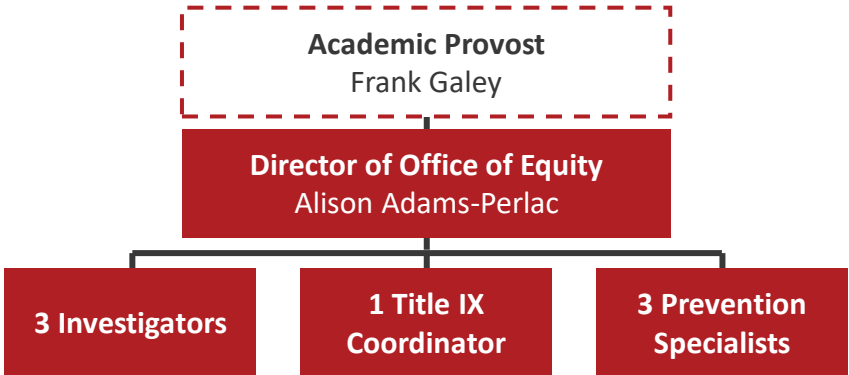 Academic Provost
Frank Galey
Director of Office of Equity
Alison Adams-Perlac
3 Investigators
1 Title IX
Coordinator
3 Prevention
Specialists